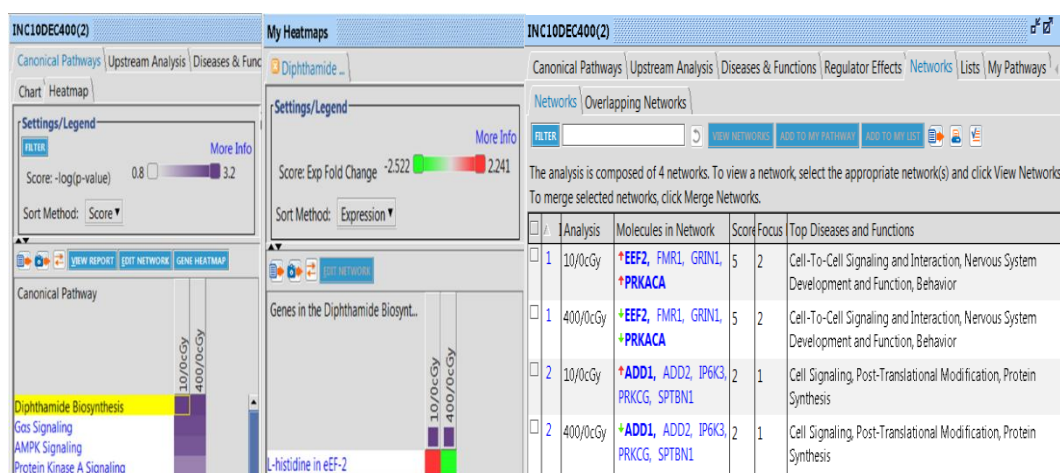 INC10DEC400(2)
Canonical Pathways Upstream Analysis Diseases & Func
Chart Heatmap
Settings/Legend
FILTER
More Info
Score: -log(p-value) 0.8 3.2
Sort Method: Score
VIEW REPORT EDIT NETWORK GENE HEATMAP
Canonical Pathway
10/0cGy
400/0cGy
Diphthamide Biosynthesis
Gαs Signaling
AMPK Signaling
Protein Kinase A Signaling
My Heatmaps
Diphthamide ...
Settings/Legend
More Info
Score: Exp Fold Change -2.522 2.241
Sort Method: Expression
EDIT NETWORK
Genes in the Diphthamide Biosynt...
10/0cGy
400/0cGy
L-histidine in eEF-2
INC10DEC400(2)
Canonical Pathways Upstream Analysis Diseases & Functions Regulator Effects Networks Lists My Pathways
Networks Overlapping Networks
FILTER VIEW NETWORKS ADD TO MY PATHWAY ADD TO MY LIST
The analysis is composed of 4 networks. To view a network, select the appropriate network(s) and click View Networks
To merge selected networks, click Merge Networks.
Analysis Molecules in Network Score Focus Top Diseases and Functions
1 10/0cGy ↑EEF2, FMR1, GRIN1, 5 2 Cell-To-Cell Signaling and Interaction, Nervous System
↑PRKACA Development and Function, Behavior
1 400/0cGy ↓EEF2, FMR1, GRIN1, 5 2 Cell-To-Cell Signaling and Interaction, Nervous System
↓PRKACA Development and Function, Behavior
2 10/0cGy ↑ADD1, ADD2, IP6K3, 2 1 Cell Signaling, Post-Translational Modification, Protein
PRKCG, SPTBN1 Synthesis
2 400/0cGy ↓ADD1, ADD2, IP6K3, 2 1 Cell Signaling, Post-Translational Modification, Protein
PRKCG, SPTBN1 Synthesis